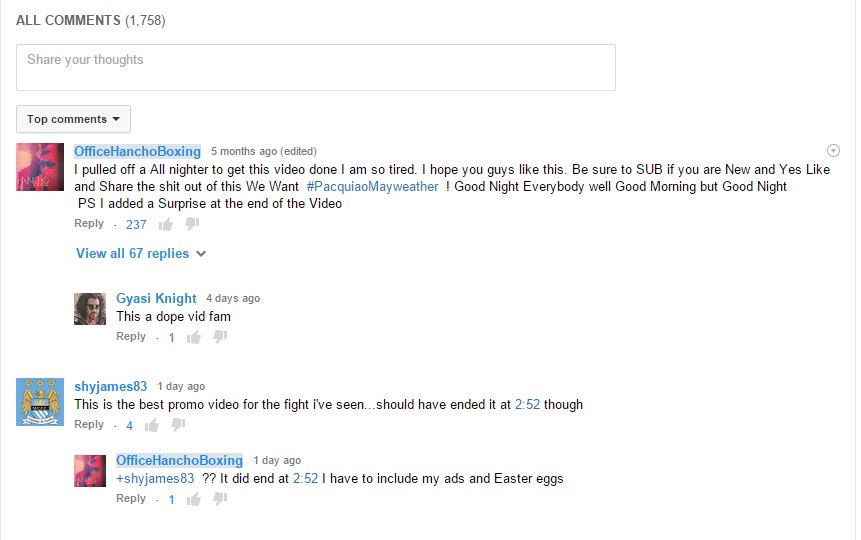 ALL COMMENTS (1,758)
Share your thoughts
Top comments
OfficeHanchoBoxing 5 months ago (edited)
I pulled off a All nighter to get this video done I am so tired. I hope you guys like this. Be sure to SUB if you are New and Yes Like
and Share the shit out of this We Want #PacquiaoMayweather ! Good Night Everybody well Good Morning but Good Night
PS I added a Surprise at the end of the Video
Reply · 237
View all 67 replies
Gyasi Knight 4 days ago
This a dope vid fam
Reply · 1
shyjames83 1 day ago
This is the best promo video for the fight i've seen...should have ended it at 2:52 though
Reply · 4
OfficeHanchoBoxing 1 day ago
+shyjames83 ?? It did end at 2:52 I have to include my ads and Easter eggs
Reply · 1